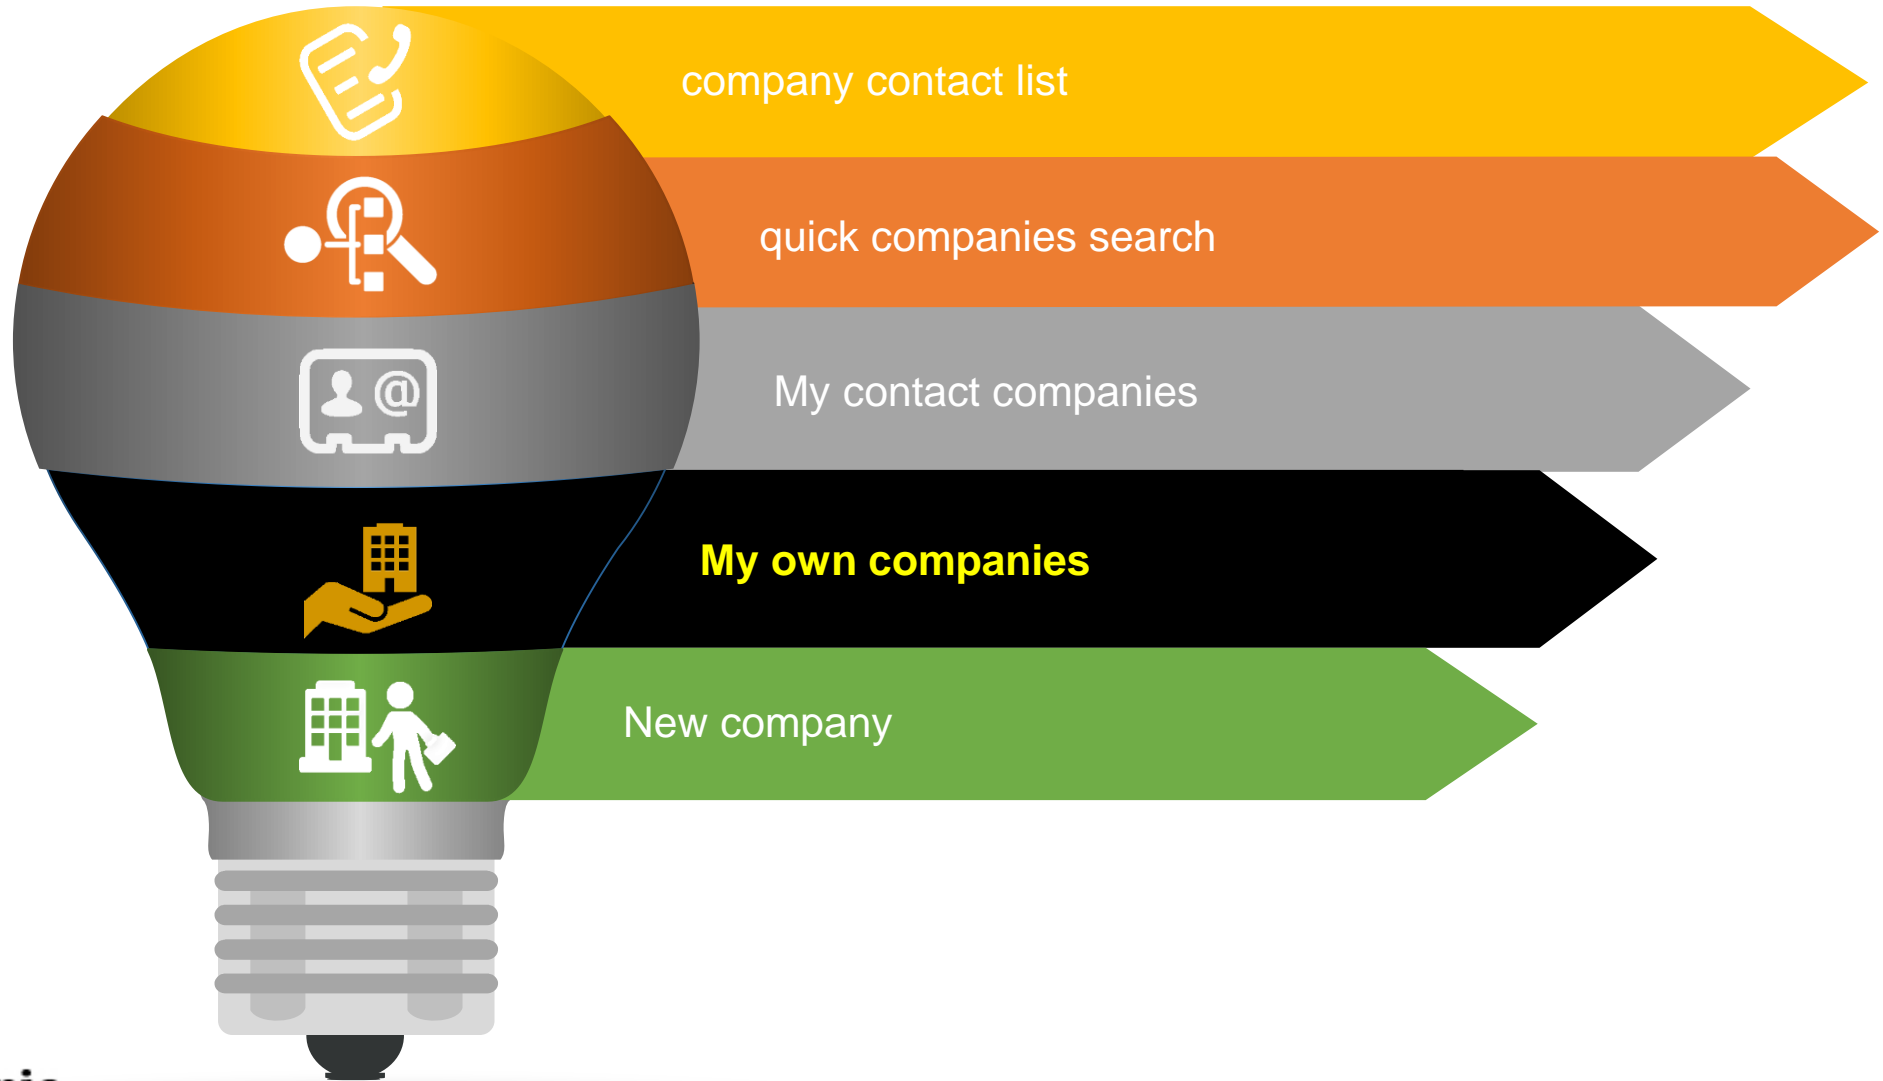 company contact list
quick companies search
@
My contact companies
My own companies
New company